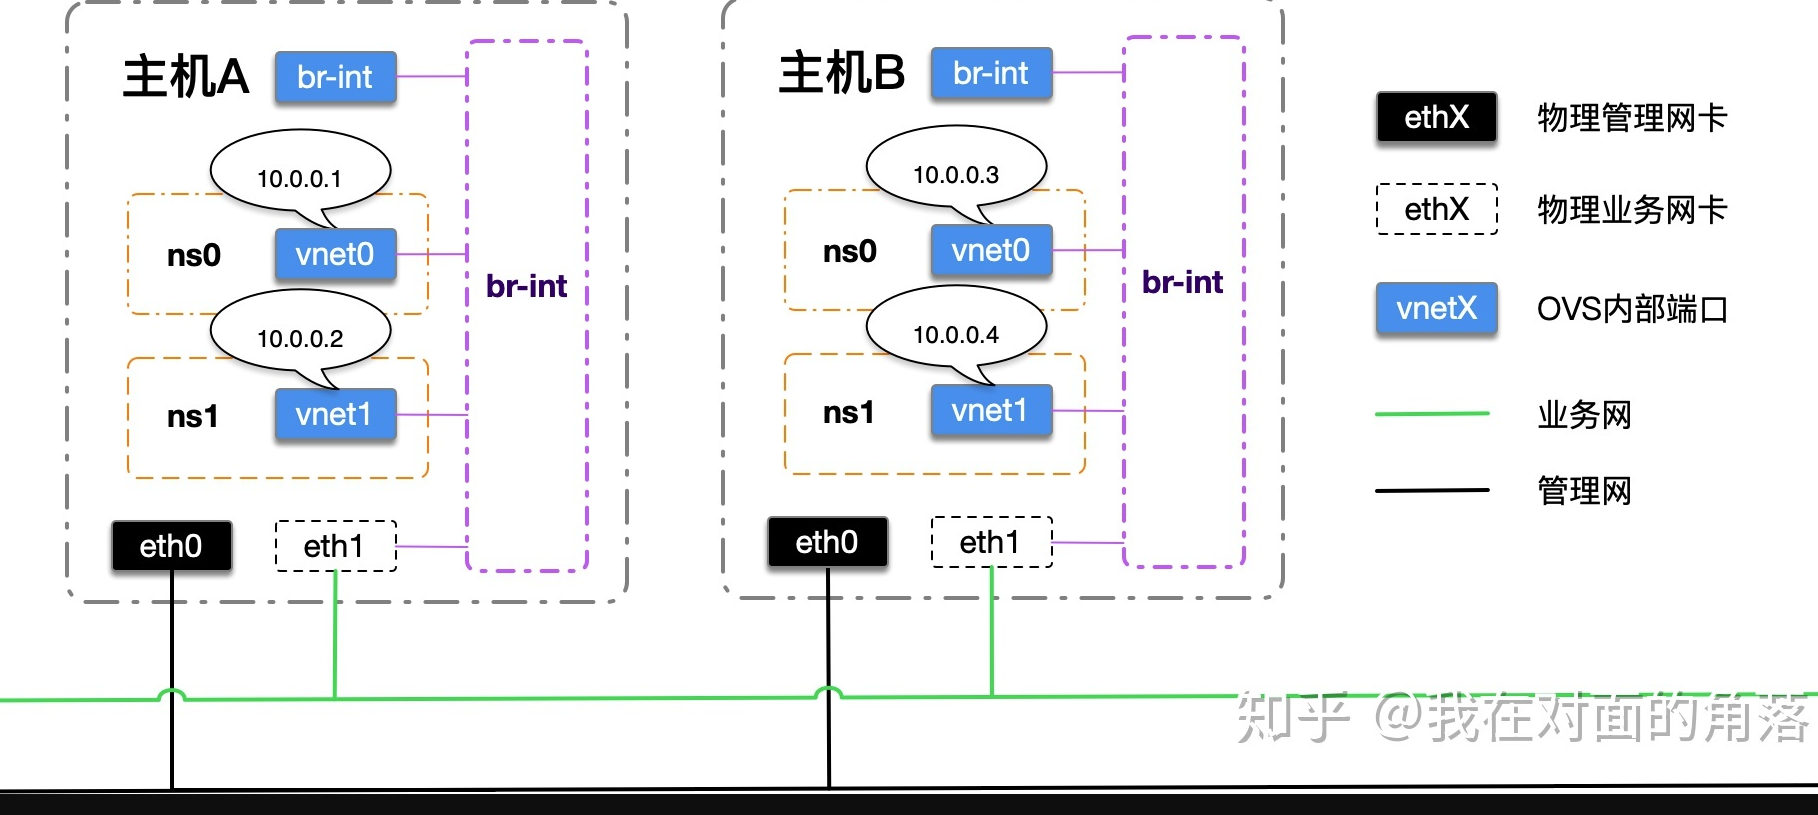 主机A
br-int
10.0.0.1
ns0
vnet0
br-int
10.0.0.2
ns1
vnet1
eth0
eth1
主机B
br-int
10.0.0.3
ns0
vnet0
br-int
10.0.0.4
ns1
vnet1
eth0
eth1
ethX 物理管理网卡
ethX 物理业务网卡
vnetX OVS内部端口
业务网
管理网
知乎 @我在对面的角落